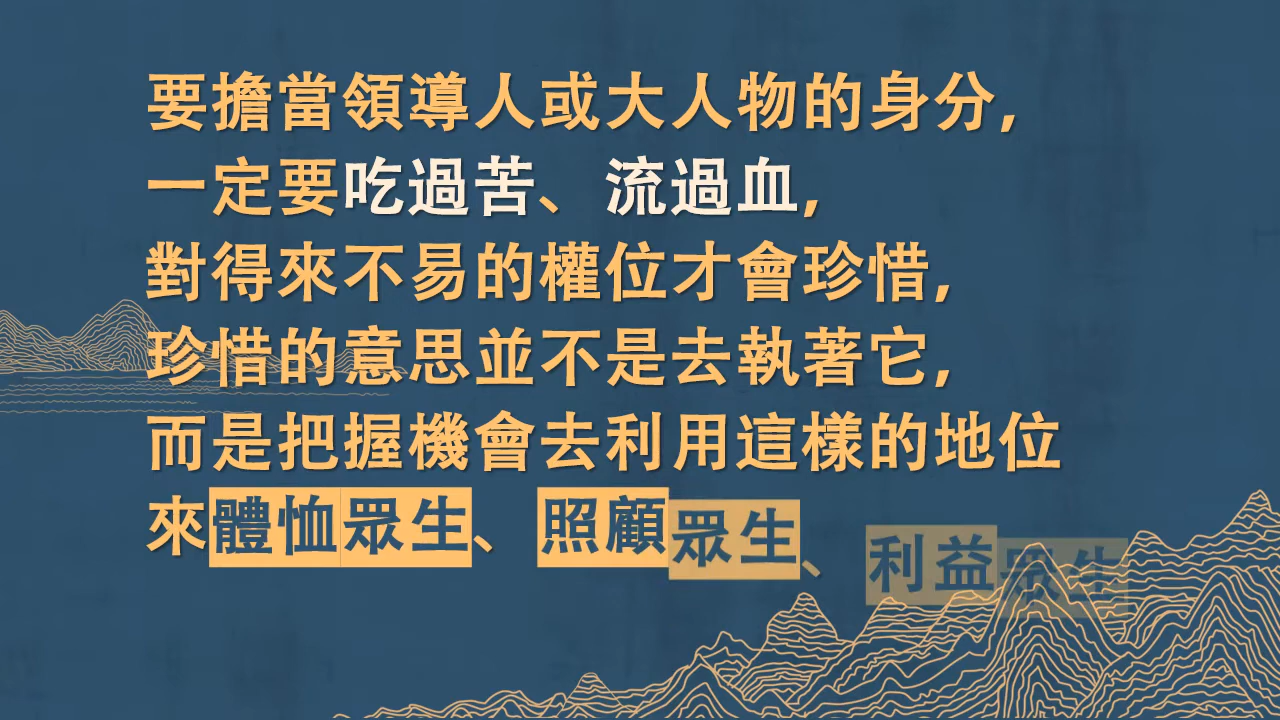 要擔當領導人或大人物的身分,
一定要吃過苦、流過血,
對得來不易的權位才會珍惜,
珍惜的意思並不是去執著它,
而是把握機會去利用這樣的地位
來體恤眾生、照顧眾生、利益眾生